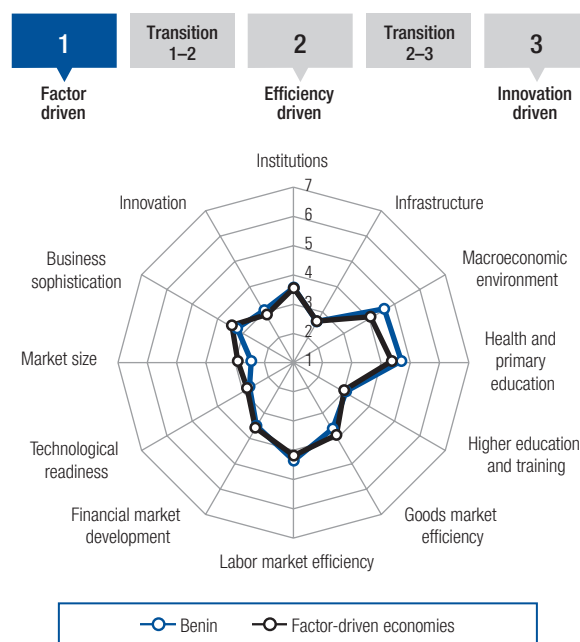 1
Transition
1–2
2
Transition
2–3
3
Factor
driven
Efficiency
driven
Innovation
driven
Institutions
7
6
5
4
3
2
1
Infrastructure
Macroeconomic
environment
Health and
primary
education
Higher education
and training
Goods market
efficiency
Labor market efficiency
Financial market
development
Technological
readiness
Market size
Business
sophistication
Innovation
Benin
Factor-driven economies